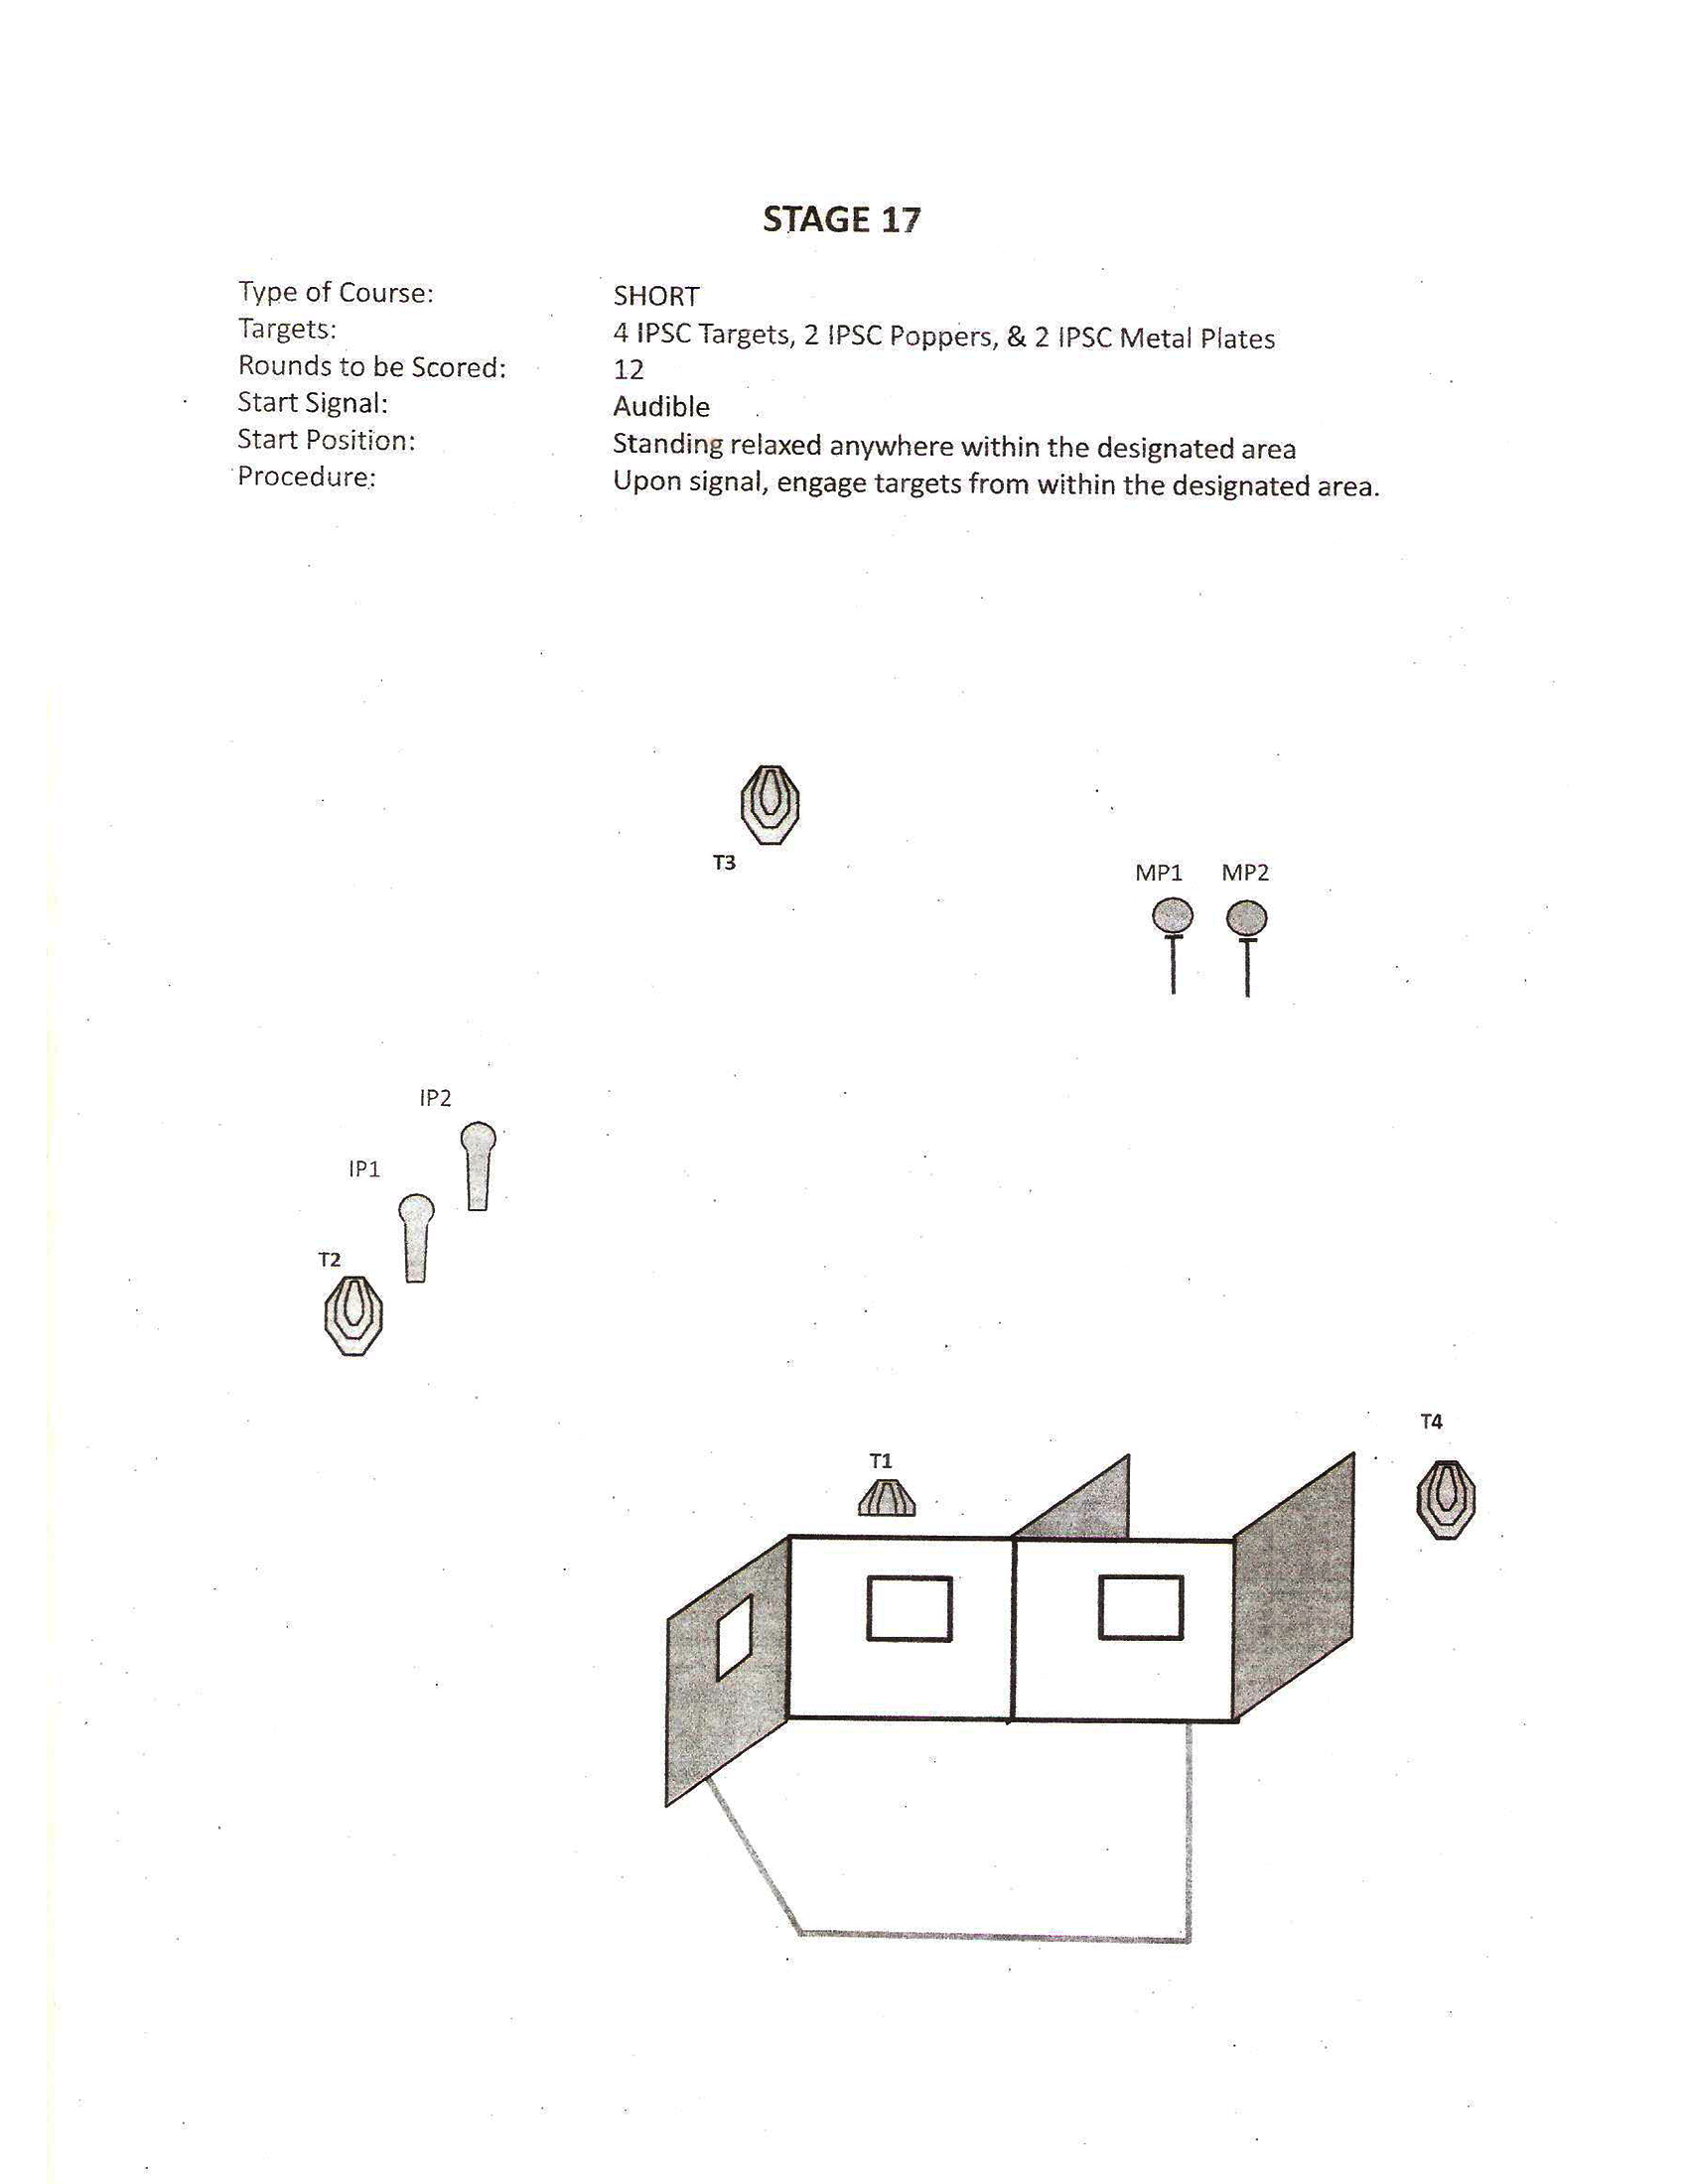 STAGE 17
Type of Course: SHORT
Targets: 4 IPSC Targets, 2 IPSC Poppers, & 2 IPSC Metal Plates
Rounds to be Scored: 12
Start Signal: Audible
Start Position: Standing relaxed anywhere within the designated area
Procedure: Upon signal, engage targets from within the designated area.
T3
MP1 MP2
IP2
IP1
T2
T4
T1